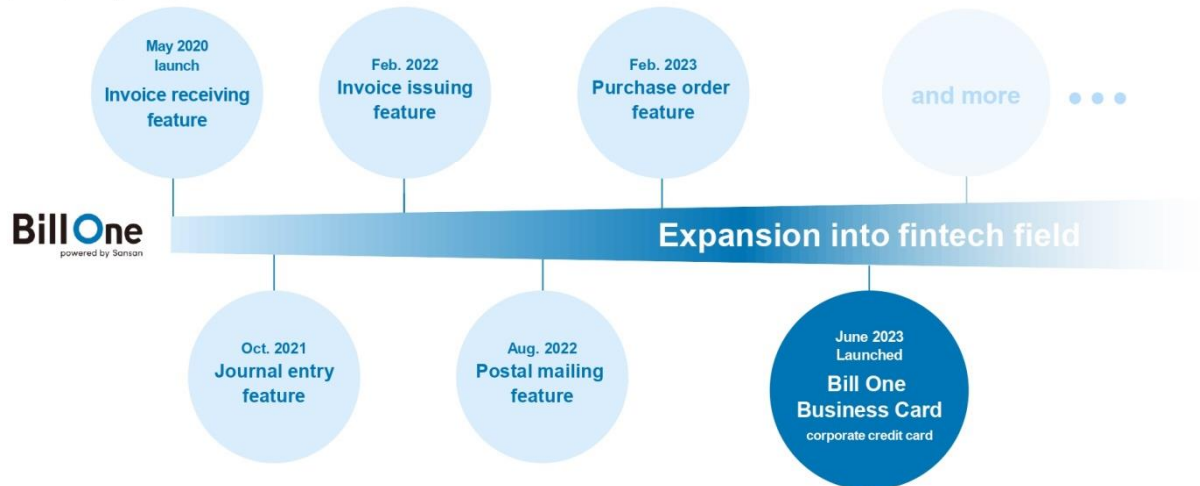 May 2020
launch
Invoice receiving
feature
Feb. 2022
Invoice issuing
feature
Feb. 2023
Purchase order
feature
and more
Bill One
powered by Sansan
Expansion into fintech field
Oct. 2021
Journal entry
feature
Aug. 2022
Postal mailing
feature
June 2023
Launched
Bill One
Business Card
corporate credit card